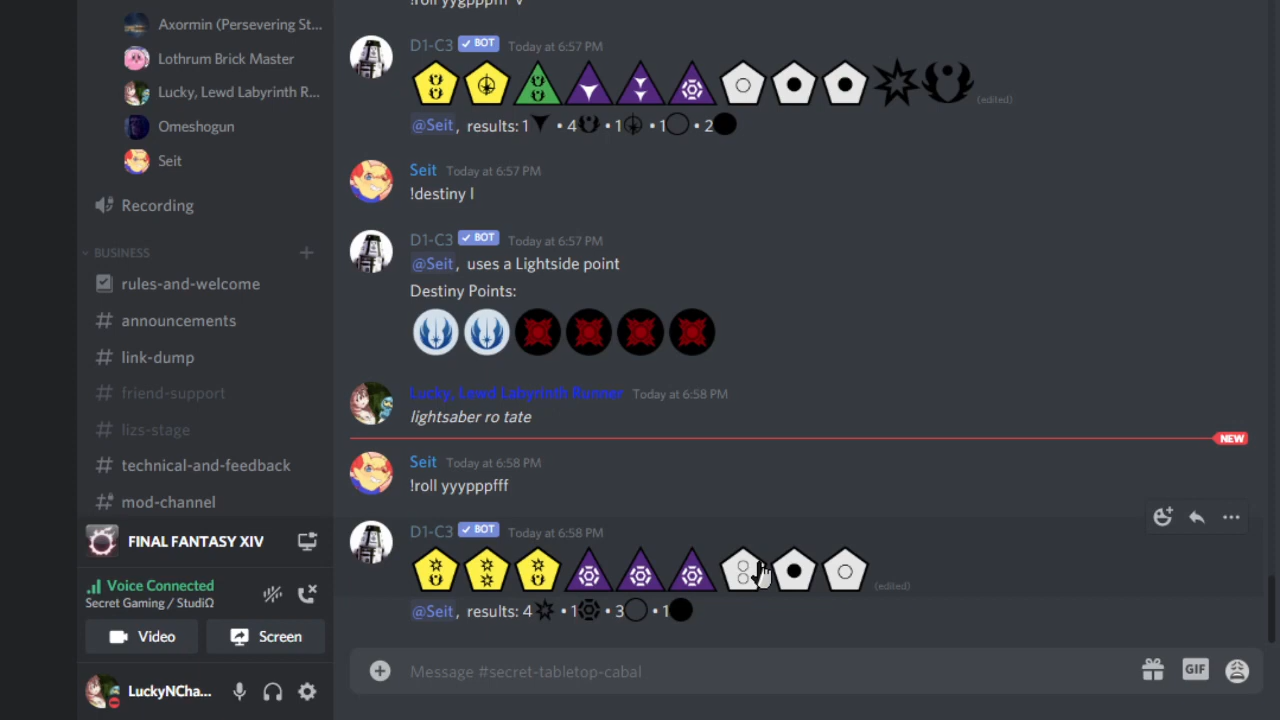 Axormin (Persevering St...
Lothrum Brick Master
Lucky, Lewd Labyrinth R...
Omeshogun
Seit
Recording
BUSINESS
rules-and-welcome
announcements
link-dump
friend-support
lizs-stage
technical-and-feedback
mod-channel
FINAL FANTASY XIV
Voice Connected
Secret Gaming / StudiΩ
Video
Screen
LuckyNCha...
!roll yygpppff v
D1-C3 ✓ BOT Today at 6:57 PM
(edited)
@Seit, results: 1 • 4 • 1 • 1 • 2
Seit Today at 6:57 PM
!destiny l
D1-C3 ✓ BOT Today at 6:57 PM
@Seit, uses a Lightside point
Destiny Points:
Lucky, Lewd Labyrinth Runner Today at 6:58 PM
lightsaber ro tate
NEW
Seit Today at 6:58 PM
!roll yyypppfff
D1-C3 ✓ BOT Today at 6:58 PM
(edited)
@Seit, results: 4 • 1 • 3 • 1
Message #secret-tabletop-cabal
GIF